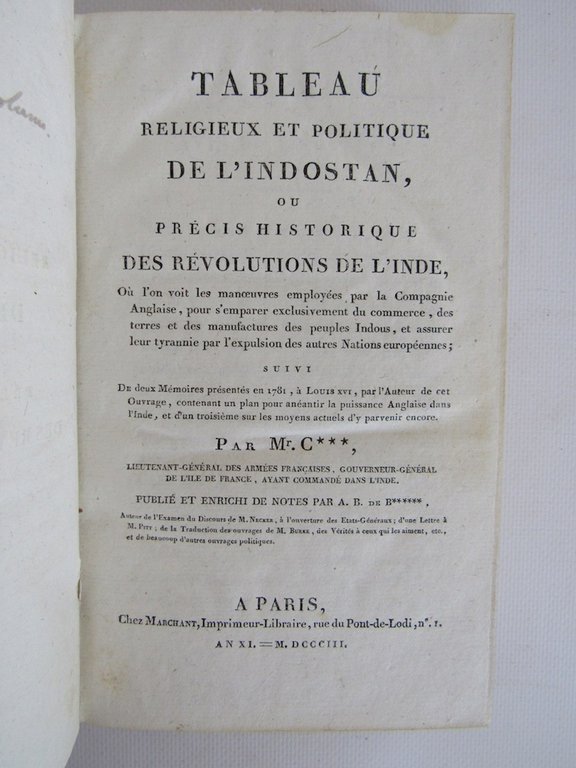 TABLEAU
RELIGIEUX ET POLITIQUE
DE L'INDOSTAN,
OU
PRÉCIS HISTORIQUE
DES RÉVOLUTIONS DE L'INDE,
Où l'on voit les manœuvres employées par la Compagnie
Anglaise, pour s'emparer exclusivement du commerce, des
terres et des manufactures des peuples Indous, et assurer
leur tyrannie par l'expulsion des autres Nations européennes;
SUIVI
De deux Mémoires présentés en 1781, à Louis XVI, par l'Auteur de cet
Ouvrage, contenant un plan pour anéantir la puissance Anglaise dans
l'Inde, et d'un troisième sur les moyens actuels d'y parvenir encore.
PAR Mr. C***,
LIEUTENANT-GÉNÉRAL DES ARMÉES FRANÇAISES, GOUVERNEUR-GÉNÉRAL
DE L'ILE DE FRANCE, AYANT COMMANDÉ DANS L'INDE.
PUBLIÉ ET ENRICHI DE NOTES PAR A. B. DE B******,
Auteur de l'Examen du Discours de M. Necker, à l'ouverture des Etats-Généraux; d'une Lettre à
M. Pitt; de la Traduction des ouvrages de M. Burke, des Vérités à ceux qui les aiment, etc.,
et de beaucoup d'autres ouvrages politiques.
A PARIS,
Chez Marchant, Imprimeur-Libraire, rue du Pont-de-Lodi, n°. 1.
AN XI. = M. DCCCIII.